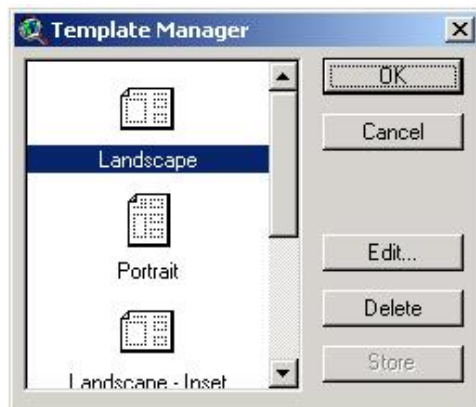 Template Manager
OK
Landscape
Cancel
Portrait
Edit...
Delete
Landscape - Inset
Store